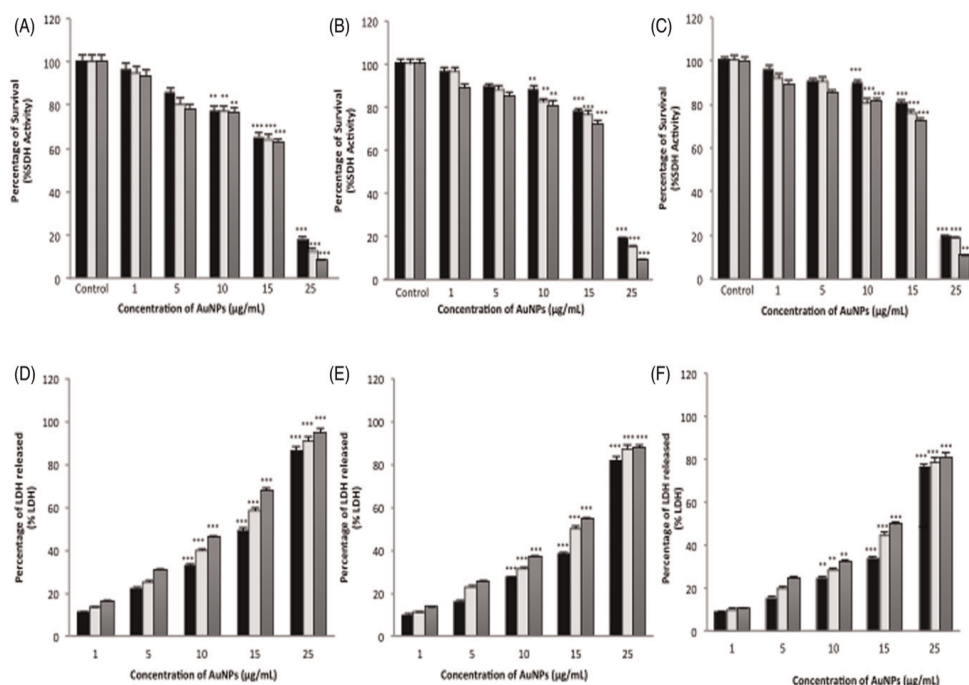 (A)
120
100
80
60
40
20
0
Percentage of Survival
(%SDH Activity)
** ** **
*** *** ***
*** *** ***
Control 1 5 10 15 25
Concentration of AuNPs (µg/mL)
(B)
120
100
80
60
40
20
0
Percentage of Survival
(%SDH Activity)
** ** **
*** *** ***
*** *** ***
Control 1 5 10 15 25
Concentration of AuNPs (µg/mL)
(C)
120
100
80
60
40
20
0
Percentage of Survival
(%SDH Activity)
*** *** ***
*** *** ***
*** *** **
Control 1 5 10 15 25
Concentration of AuNPs (µg/mL)
(D)
120
100
80
60
40
20
0
Percentage of LDH released
(% LDH)
*** *** ***
*** *** ***
*** *** ***
1 5 10 15 25
Concentration of AuNPs (µg/mL)
(E)
120
100
80
60
40
20
0
Percentage of LDH released
(% LDH)
*** *** ***
*** *** ***
*** *** ***
1 5 10 15 25
Concentration of AuNPs (µg/mL)
(F)
120
100
80
60
40
20
0
Percentage of LDH released
(% LDH)
** ** **
*** *** ***
*** *** ***
1 5 10 15 25
Concentration of AuNPs (µg/mL)